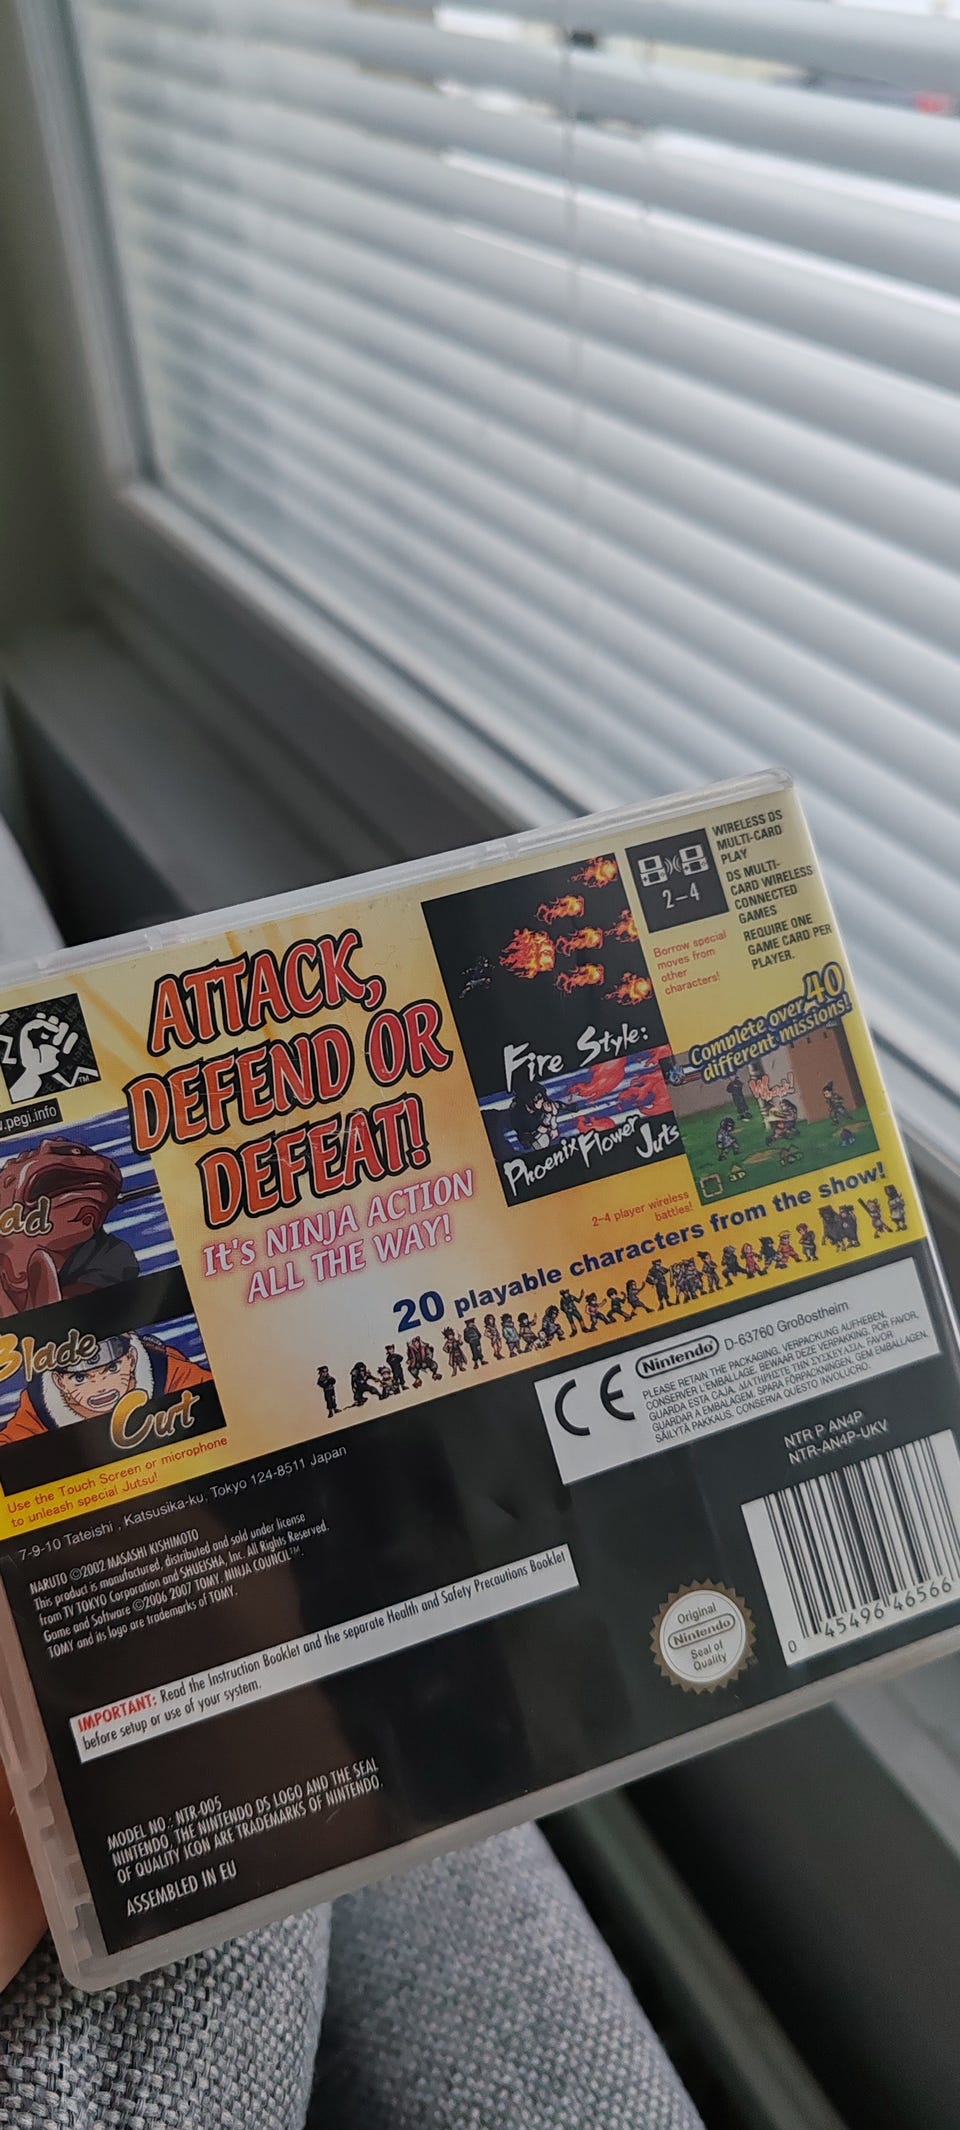 WIRELESS DS
MULTI-CARD
PLAY
DS MULTI-
CARD WIRELESS
CONNECTED
GAMES
REQUIRE ONE
GAME CARD PER
PLAYER.
2-4
Borrow special
moves from
other
characters!
ATTACK,
DEFEND OR
DEFEAT!
It's NINJA ACTION
ALL THE WAY!
.pegi.info
Fire Style:
Phoenix Flower Juts
Complete over 40
different missions!
2-4 player wireless
battles!
20 playable characters from the show!
ad
Blade
Cut
Use the Touch Screen or microphone
to unleash special Jutsu!
CE
Nintendo
D-63760 Großostheim
PLEASE RETAIN THE PACKAGING. VERPACKUNG AUFHEBEN.
CONSERVER L'EMBALLAGE. BEWAAR DEZE VERPAKKING, POR FAVOR.
GUARDA ESTA CAJA. ΔΙΑΤΗΡΗΣΤΕ ΤΗΝ ΣΥΣΚΕΥΑΣΙΑ. FAVOR
GUARDAR A EMBALAGEM. SPARA FÖRPACKNINGEN. GEM EMBALLAGEN.
SÄILYTÄ PAKKAUS. CONSERVA QUESTO INVOLUCRO.
7-9-10 Tateishi , Katsusika-ku, Tokyo 124-8511 Japan
NARUTO ©2002 MASASHI KISHIMOTO
This product is manufactured, distributed and sold under license
from TV TOKYO Corporation and SHUEISHA, Inc. All Rights Reserved.
Game and Software ©2006 2007 TOMY. NINJA COUNCIL™.
TOMY and its logo are trademarks of TOMY.
NTR P AN4P
NTR-AN4P-UKV
0 45496 46566
IMPORTANT: Read the Instruction Booklet and the separate Health and Safety Precautions Booklet
before setup or use of your system.
Original
Nintendo
Seal of
Quality
MODEL NO.: NTR-005
NINTENDO, THE NINTENDO DS LOGO AND THE SEAL
OF QUALITY ICON ARE TRADEMARKS OF NINTENDO.
ASSEMBLED IN EU